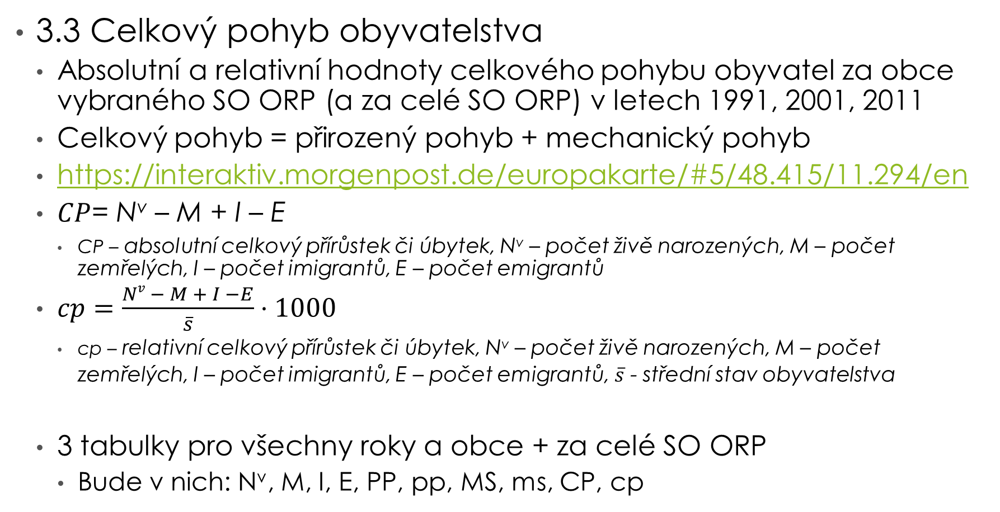 • 3.3 Celkový pohyb obyvatelstva
• Absolutní a relativní hodnoty celkového pohybu obyvatel za obce
vybraného SO ORP (a za celé SO ORP) v letech 1991, 2001, 2011
• Celkový pohyb = přirozený pohyb + mechanický pohyb
• https://interaktiv.morgenpost.de/europakarte/#5/48.415/11.294/en
• CP= Nᵛ – M + I – E
• CP – absolutní celkový přírůstek či úbytek, Nᵛ – počet živě narozených, M – počet
zemřelých, I – počet imigrantů, E – počet emigrantů
• cp = (Nᵛ − M + I −E) / s̄ · 1000
• cp – relativní celkový přírůstek či úbytek, Nᵛ – počet živě narozených, M – počet
zemřelých, I – počet imigrantů, E – počet emigrantů, s̄ - střední stav obyvatelstva
• 3 tabulky pro všechny roky a obce + za celé SO ORP
• Bude v nich: Nᵛ, M, I, E, PP, pp, MS, ms, CP, cp